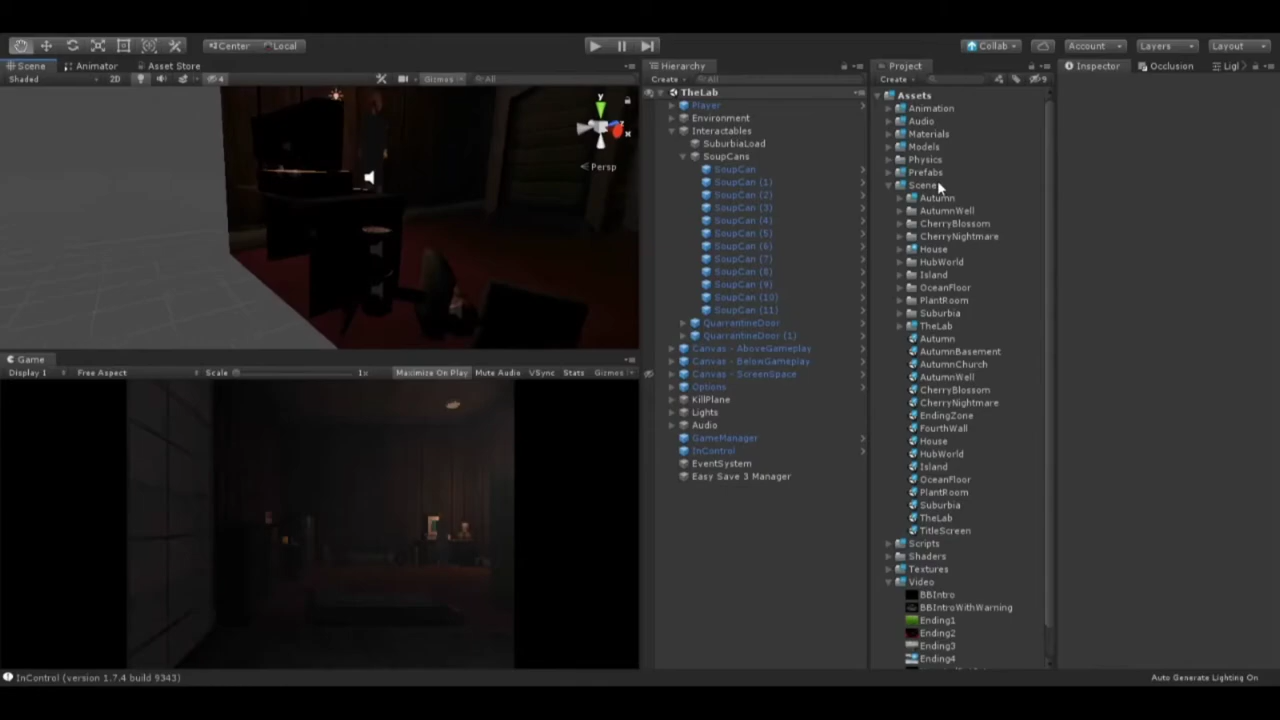 Center Local Collab Account Layers Layout
Scene Animator Asset Store
Shaded 2D 4 Gizmos All
y
x
Persp
Game
Display 1 Free Aspect Scale 1x Maximize On Play Mute Audio VSync Stats Gizmos
Hierarchy
Create All
TheLab
Player
Environment
Interactables
SuburbiaLoad
SoupCans
SoupCan
SoupCan (1)
SoupCan (2)
SoupCan (3)
SoupCan (4)
SoupCan (5)
SoupCan (6)
SoupCan (7)
SoupCan (8)
SoupCan (9)
SoupCan (10)
SoupCan (11)
QuarrantineDoor
QuarrantineDoor (1)
Canvas - AboveGameplay
Canvas - BelowGameplay
Canvas - ScreenSpace
Options
KillPlane
Lights
Audio
GameManager
InControl
EventSystem
Easy Save 3 Manager
Project
Create 9
Assets
Animation
Audio
Materials
Models
Physics
Prefabs
Scene
Autumn
AutumnWell
CherryBlossom
CherryNightmare
House
HubWorld
Island
OceanFloor
PlantRoom
Suburbia
TheLab
Autumn
AutumnBasement
AutumnChurch
AutumnWell
CherryBlossom
CherryNightmare
EndingZone
FourthWall
House
HubWorld
Island
OceanFloor
PlantRoom
Suburbia
TheLab
TitleScreen
Scripts
Shaders
Textures
Video
BBIntro
BBIntroWithWarning
Ending1
Ending2
Ending3
Ending4
Inspector Occlusion Ligl
InControl (version 1.7.4 build 9343) Auto Generate Lighting On